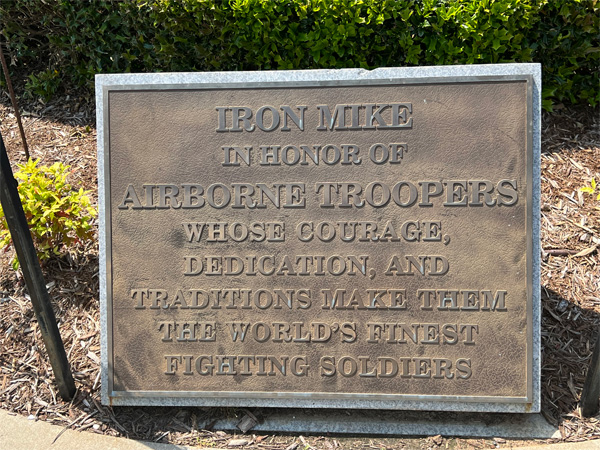 IRON MIKE
IN HONOR OF
AIRBORNE TROOPERS
WHOSE COURAGE,
DEDICATION, AND
TRADITIONS MAKE THEM
THE WORLD'S FINEST
FIGHTING SOLDIERS